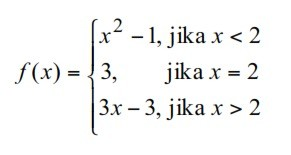 x² – 1, jika x < 2
f(x) = { 3, jika x = 2
3x – 3, jika x > 2